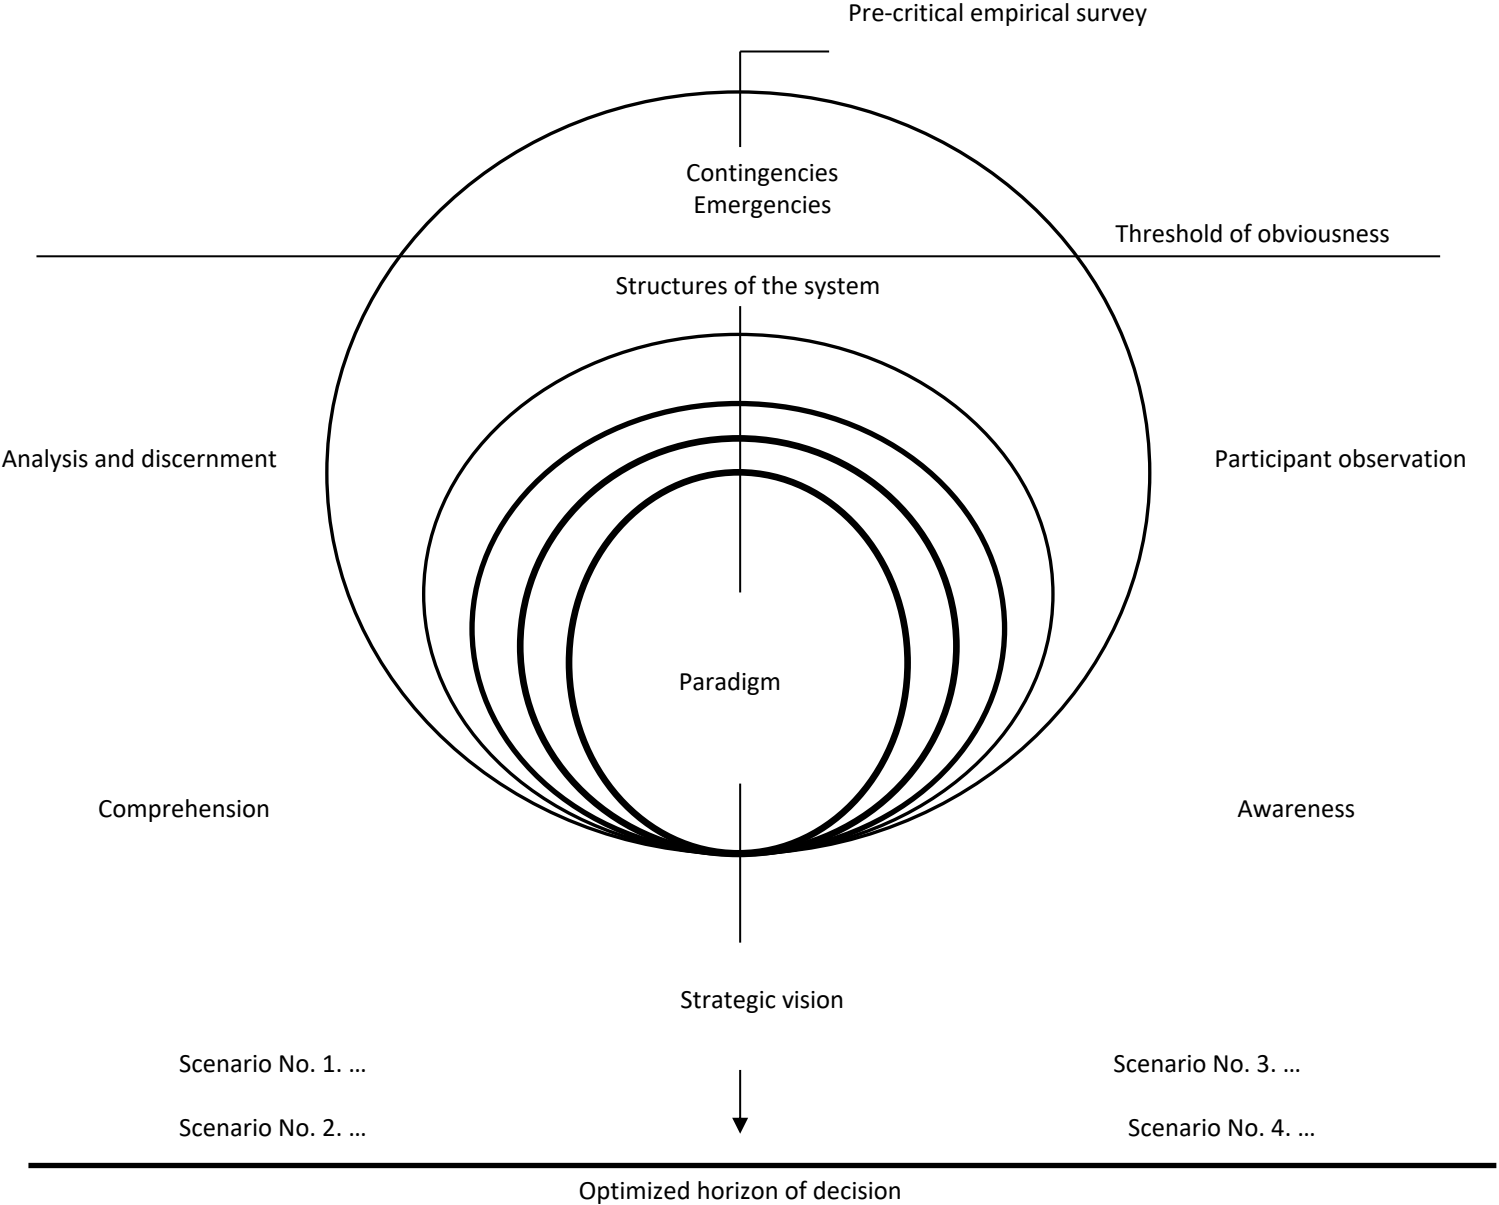 Pre-critical empirical survey
Contingencies
Emergencies
Threshold of obviousness
Structures of the system
Analysis and discernment
Participant observation
Paradigm
Comprehension
Awareness
Strategic vision
Scenario No. 1. ...
Scenario No. 3. ...
Scenario No. 2. ...
Scenario No. 4. ...
Optimized horizon of decision